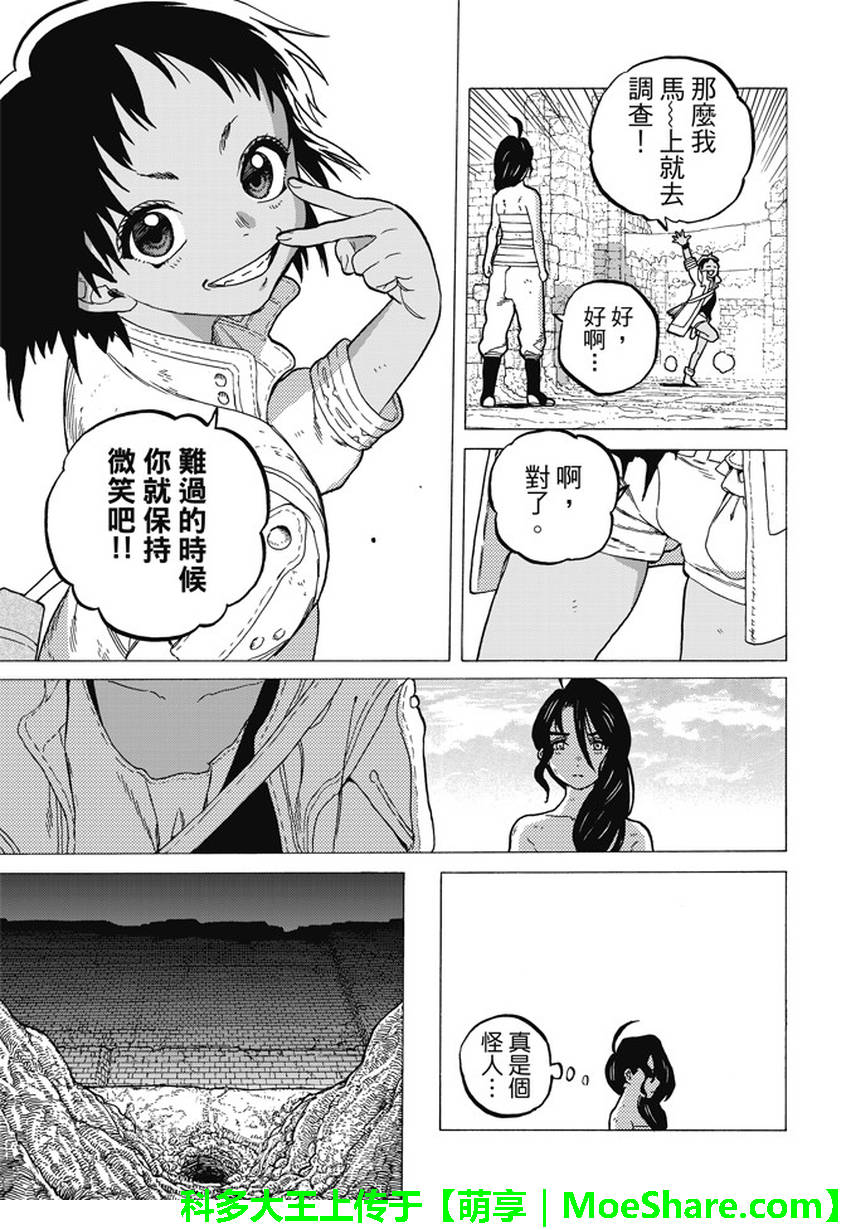 那麼我
馬~~上就去
調查！
好，
好啊…
啊，
對了。
難過的時候
你就保持
微笑吧!!
真是個
怪人…
科多大王上传于【萌享｜MoeShare.com】